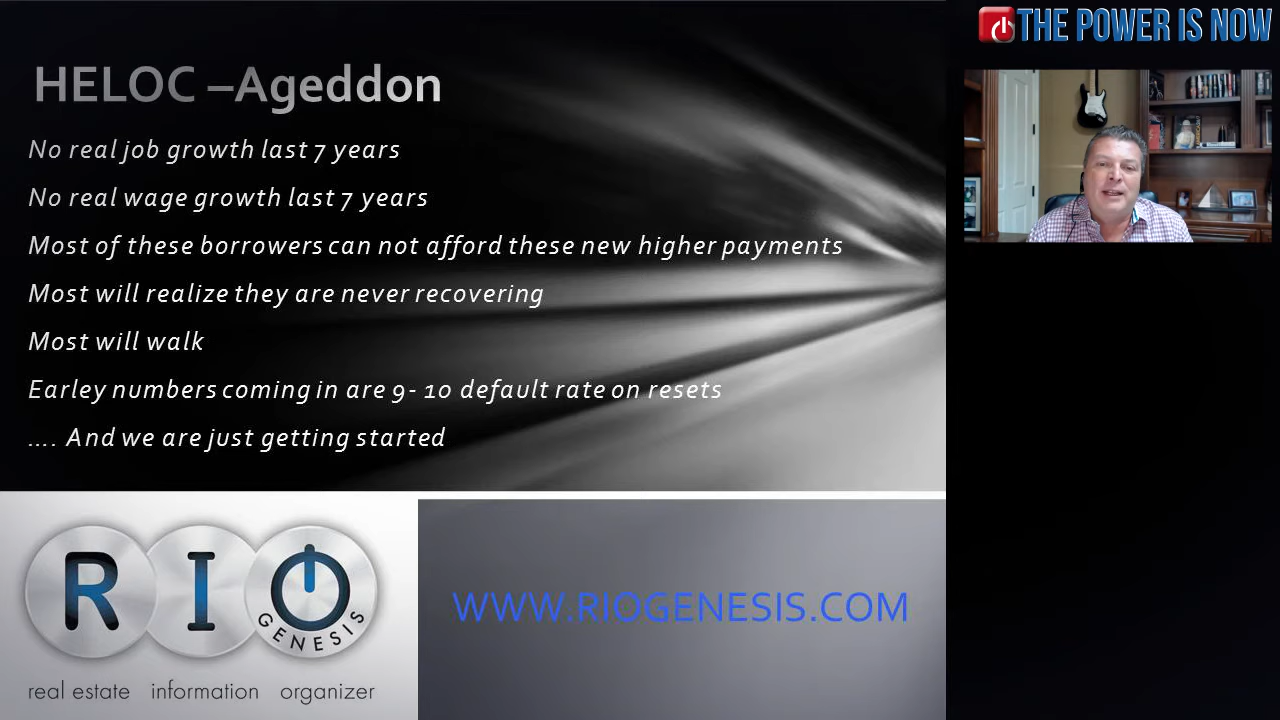 THE POWER IS NOW
HELOC –Ageddon
No real job growth last 7 years
No real wage growth last 7 years
Most of these borrowers can not afford these new higher payments
Most will realize they are never recovering
Most will walk
Earley numbers coming in are 9- 10 default rate on resets
.... And we are just getting started
RIO
GENESIS
real estate information organizer
WWW.RIOGENESIS.COM